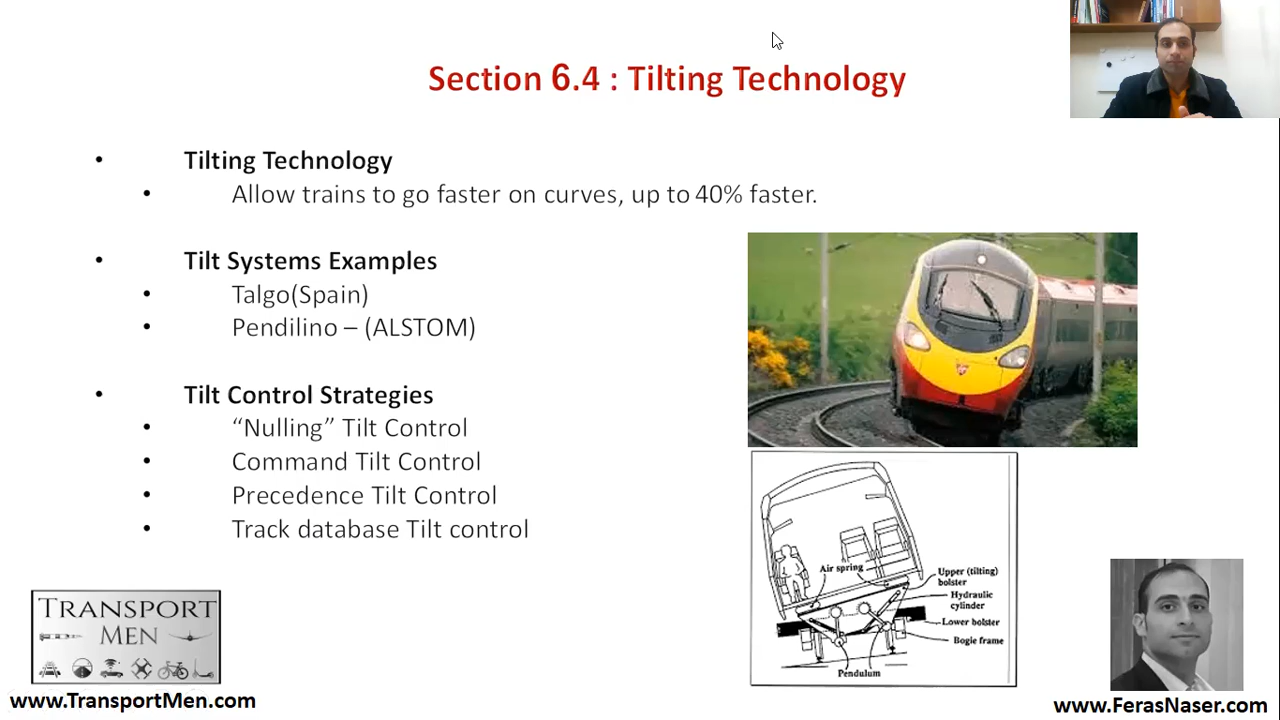 Section 6.4 : Tilting Technology
• Tilting Technology
• Allow trains to go faster on curves, up to 40% faster.
• Tilt Systems Examples
• Talgo(Spain)
• Pendilino – (ALSTOM)
• Tilt Control Strategies
• “Nulling” Tilt Control
• Command Tilt Control
• Precedence Tilt Control
• Track database Tilt control
Air spring
Upper (tilting)
bolster
Hydraulic
cylinder
Lower bolster
Bogie frame
Pendulum
TRANSPORT
MEN
www.TransportMen.com
www.FerasNaser.com